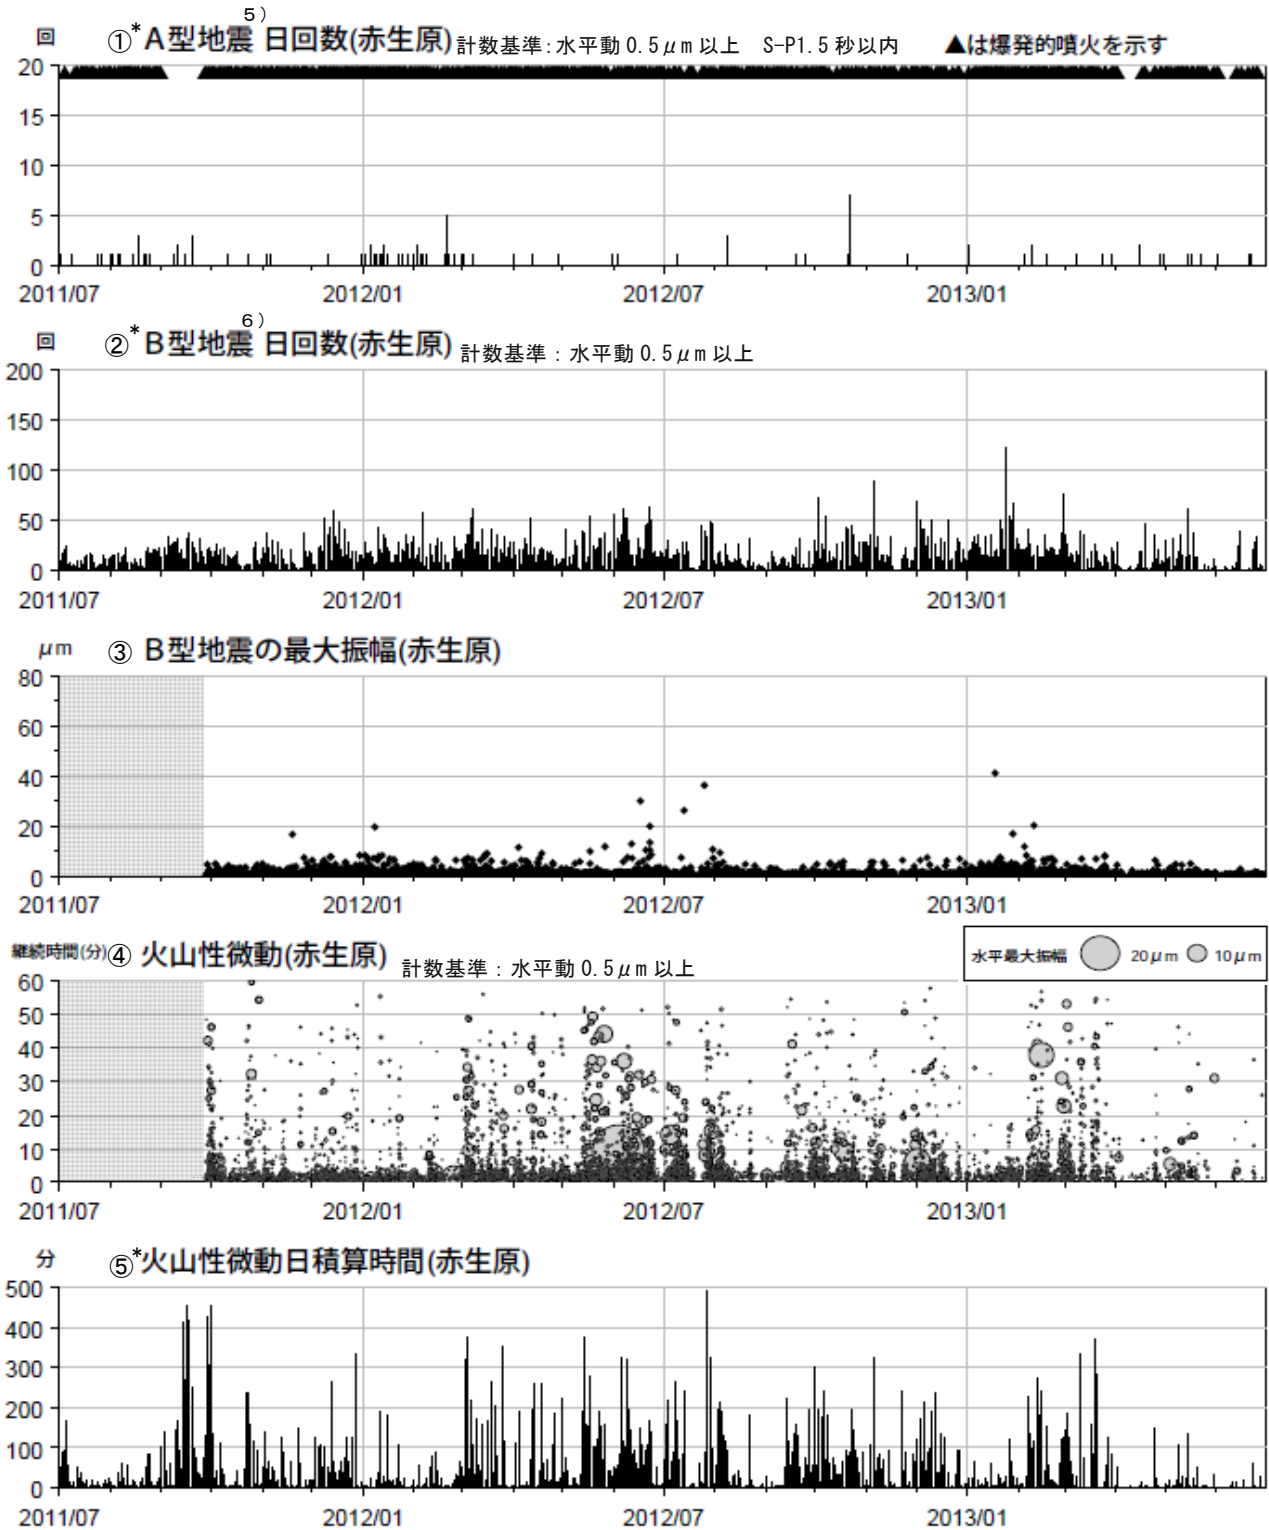 5）
回 ①*A型地震 日回数(赤生原) 計数基準:水平動 0.5μm 以上 S-P1.5 秒以内 ▲は爆発的噴火を示す
20
15
10
5
0
2011/07 2012/01 2012/07 2013/01
6）
回 ②*B型地震 日回数(赤生原) 計数基準：水平動 0.5μm 以上
200
150
100
50
0
2011/07 2012/01 2012/07 2013/01
μm ③ B型地震の最大振幅(赤生原)
80
60
40
20
0
2011/07 2012/01 2012/07 2013/01
継続時間(分) ④ 火山性微動(赤生原) 計数基準：水平動 0.5μm 以上
水平最大振幅 20μm 10μm
60
50
40
30
20
10
0
2011/07 2012/01 2012/07 2013/01
分 ⑤*火山性微動日積算時間(赤生原)
500
400
300
200
100
0
2011/07 2012/01 2012/07 2013/01